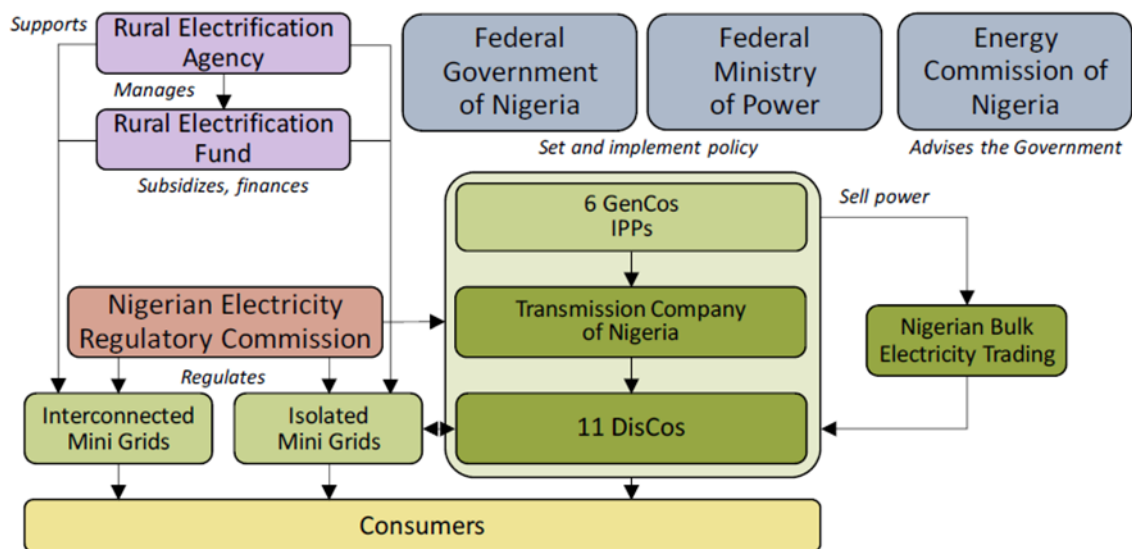 Supports
Rural Electrification
Agency
Manages
Rural Electrification
Fund
Subsidizes, finances
Federal
Government
of Nigeria
Federal
Ministry
of Power
Energy
Commission of
Nigeria
Set and implement policy
Advises the Government
6 GenCos
IPPs
Sell power
Nigerian Electricity
Regulatory Commission
Transmission Company
of Nigeria
Nigerian Bulk
Electricity Trading
Regulates
Interconnected
Mini Grids
Isolated
Mini Grids
11 DisCos
Consumers